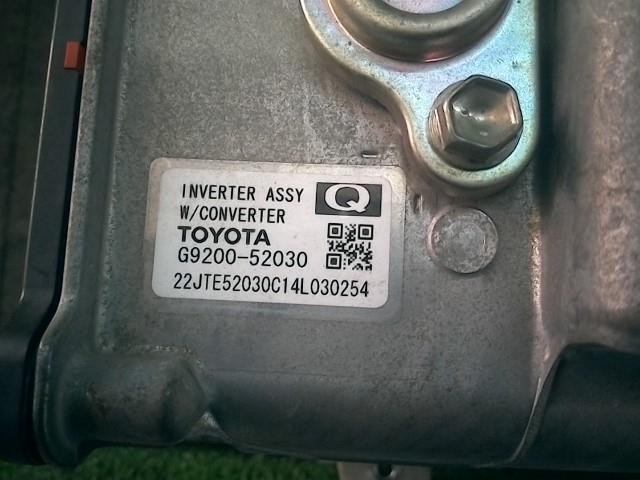 INVERTER ASSY
W/CONVERTER
Q
TOYOTA
G9200-52030
22JTE52030C14L030254